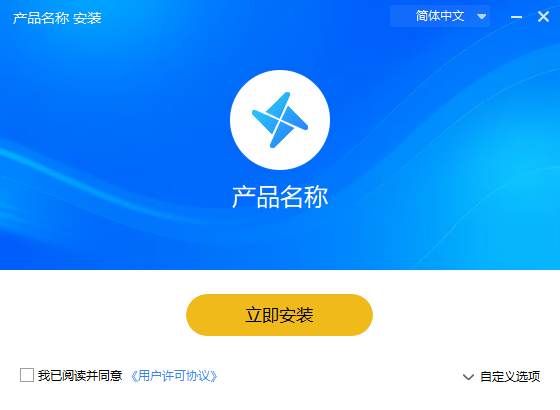 产品名称 安装
简体中文
产品名称
立即安装
我已阅读并同意 《用户许可协议》
自定义选项